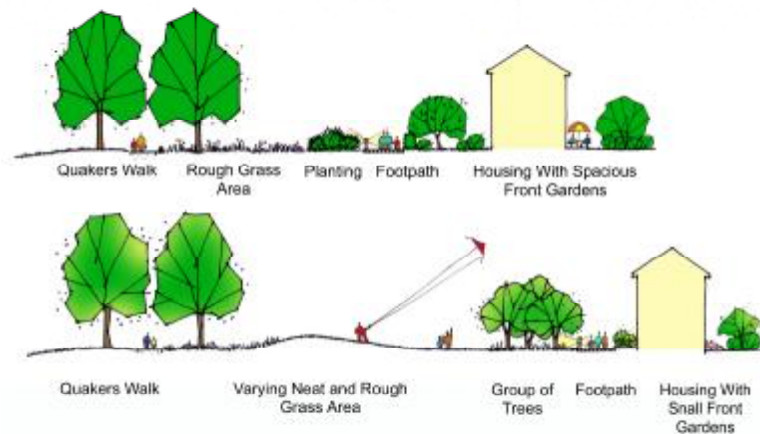 Quakers Walk
Rough Grass
Area
Planting
Footpath
Housing With Spacious
Front Gardens
Quakers Walk
Varying Neat and Rough
Grass Area
Group of
Trees
Footpath
Housing With
Snall Front
Gardens